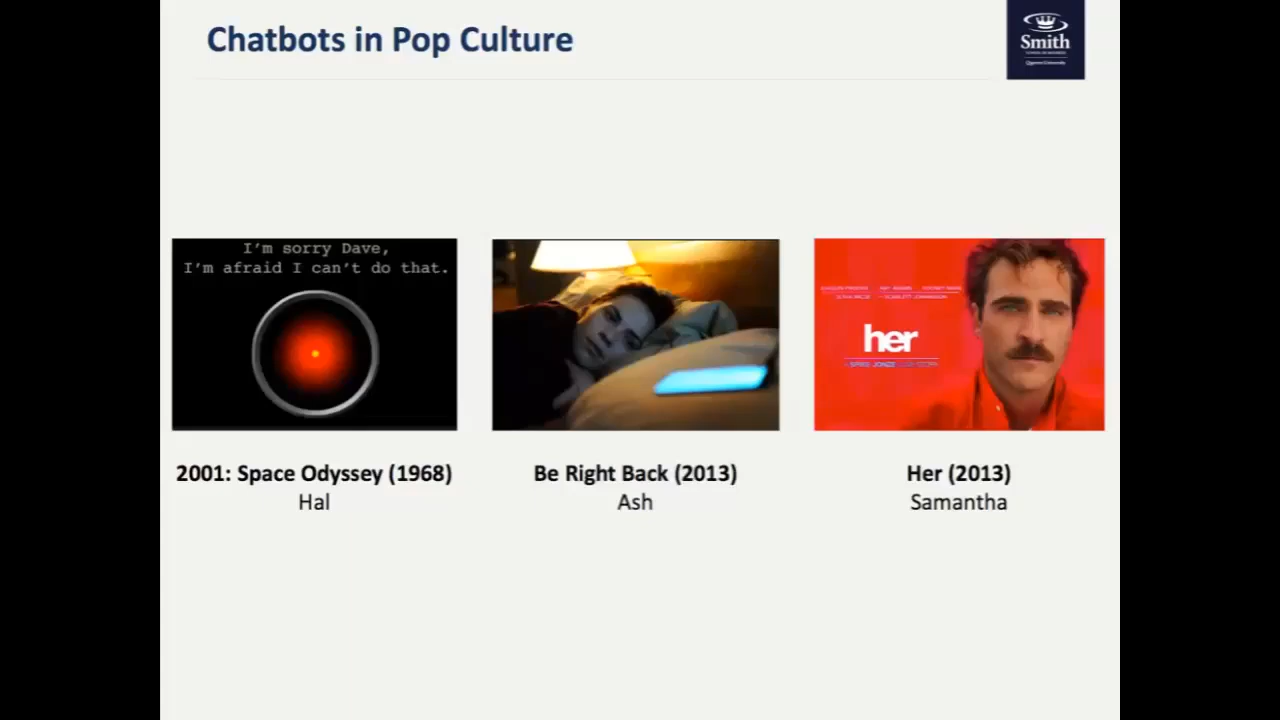 Chatbots in Pop Culture
Smith
I'm sorry Dave,
I'm afraid I can't do that.
her
2001: Space Odyssey (1968)
Hal
Be Right Back (2013)
Ash
Her (2013)
Samantha